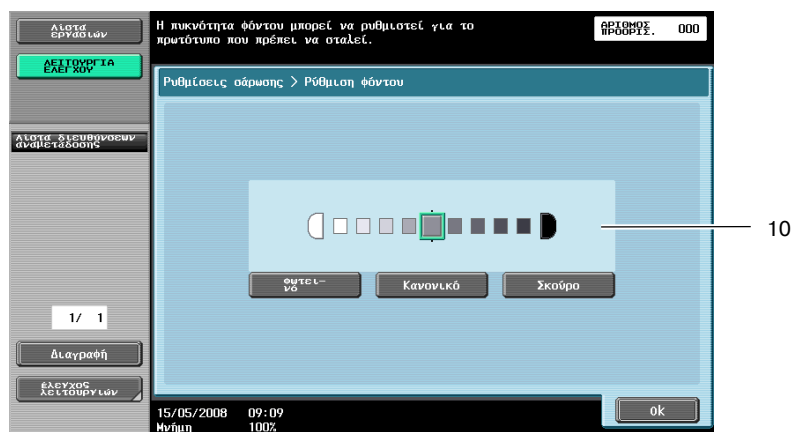 Λίστα
εργασιών
ΛΕΙΤΟΥΡΓΙΑ
ΕΛΕΓΧΟΥ
Λίστα διευθύνσεων
αναμετάδοσης
1/ 1
Διαγραφή
έλεγχος
λειτουργιών
Η πυκνότητα φόντου μπορεί να ρυθμιστεί για το
πρωτότυπο που πρέπει να σταλεί.
ΑΡΙΘΜΟΣ
ΠΡΟΟΡΙΣ. 000
Ρυθμίσεις σάρωσης > Ρύθμιση φόντου
10
Φωτει-
νό
Κανονικό
Σκούρο
15/05/2008 09:09
Μνήμη 100%
Ok